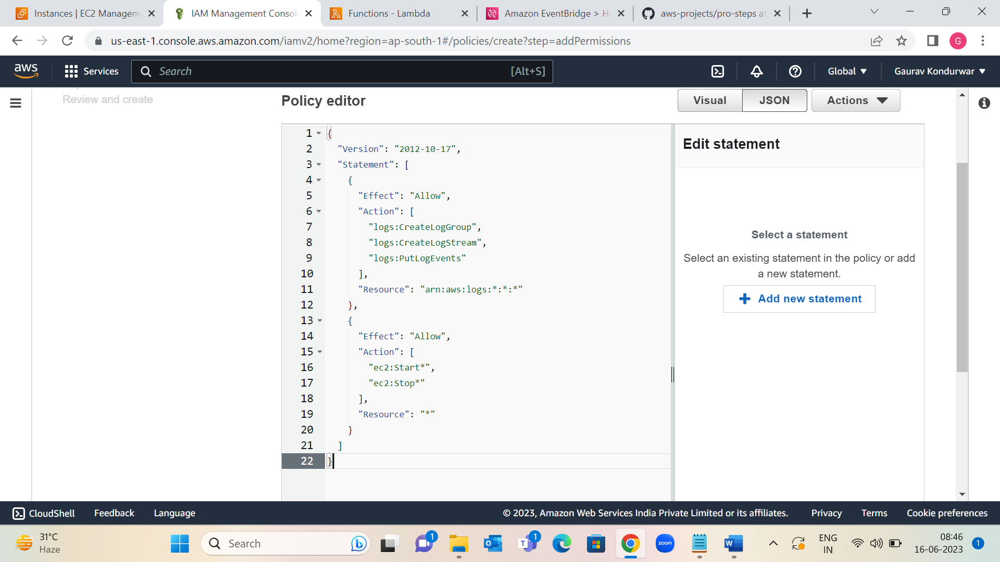 Instances | EC2 Managem
IAM Management Consol
Functions - Lambda
Amazon EventBridge > H
aws-projects/pro-steps at
us-east-1.console.aws.amazon.com/iamv2/home?region=ap-south-1#/policies/create?step=addPermissions
G
aws
Services
Search
[Alt+S]
Global
Gaurav Kondurwar
Review and create
Policy editor
Visual
JSON
Actions
1 {
2 "Version": "2012-10-17",
3 "Statement": [
4 {
5 "Effect": "Allow",
6 "Action": [
7 "logs:CreateLogGroup",
8 "logs:CreateLogStream",
9 "logs:PutLogEvents"
10 ],
11 "Resource": "arn:aws:logs:*:*:*"
12 },
13 {
14 "Effect": "Allow",
15 "Action": [
16 "ec2:Start*",
17 "ec2:Stop*"
18 ],
19 "Resource": "*"
20 }
21 ]
22 }
Edit statement
Select a statement
Select an existing statement in the policy or add
a new statement.
+ Add new statement
CloudShell
Feedback
Language
© 2023, Amazon Web Services India Private Limited or its affiliates.
Privacy
Terms
Cookie preferences
31°C
Haze
Search
1
1
zoom
ENG
IN
08:46
16-06-2023
1